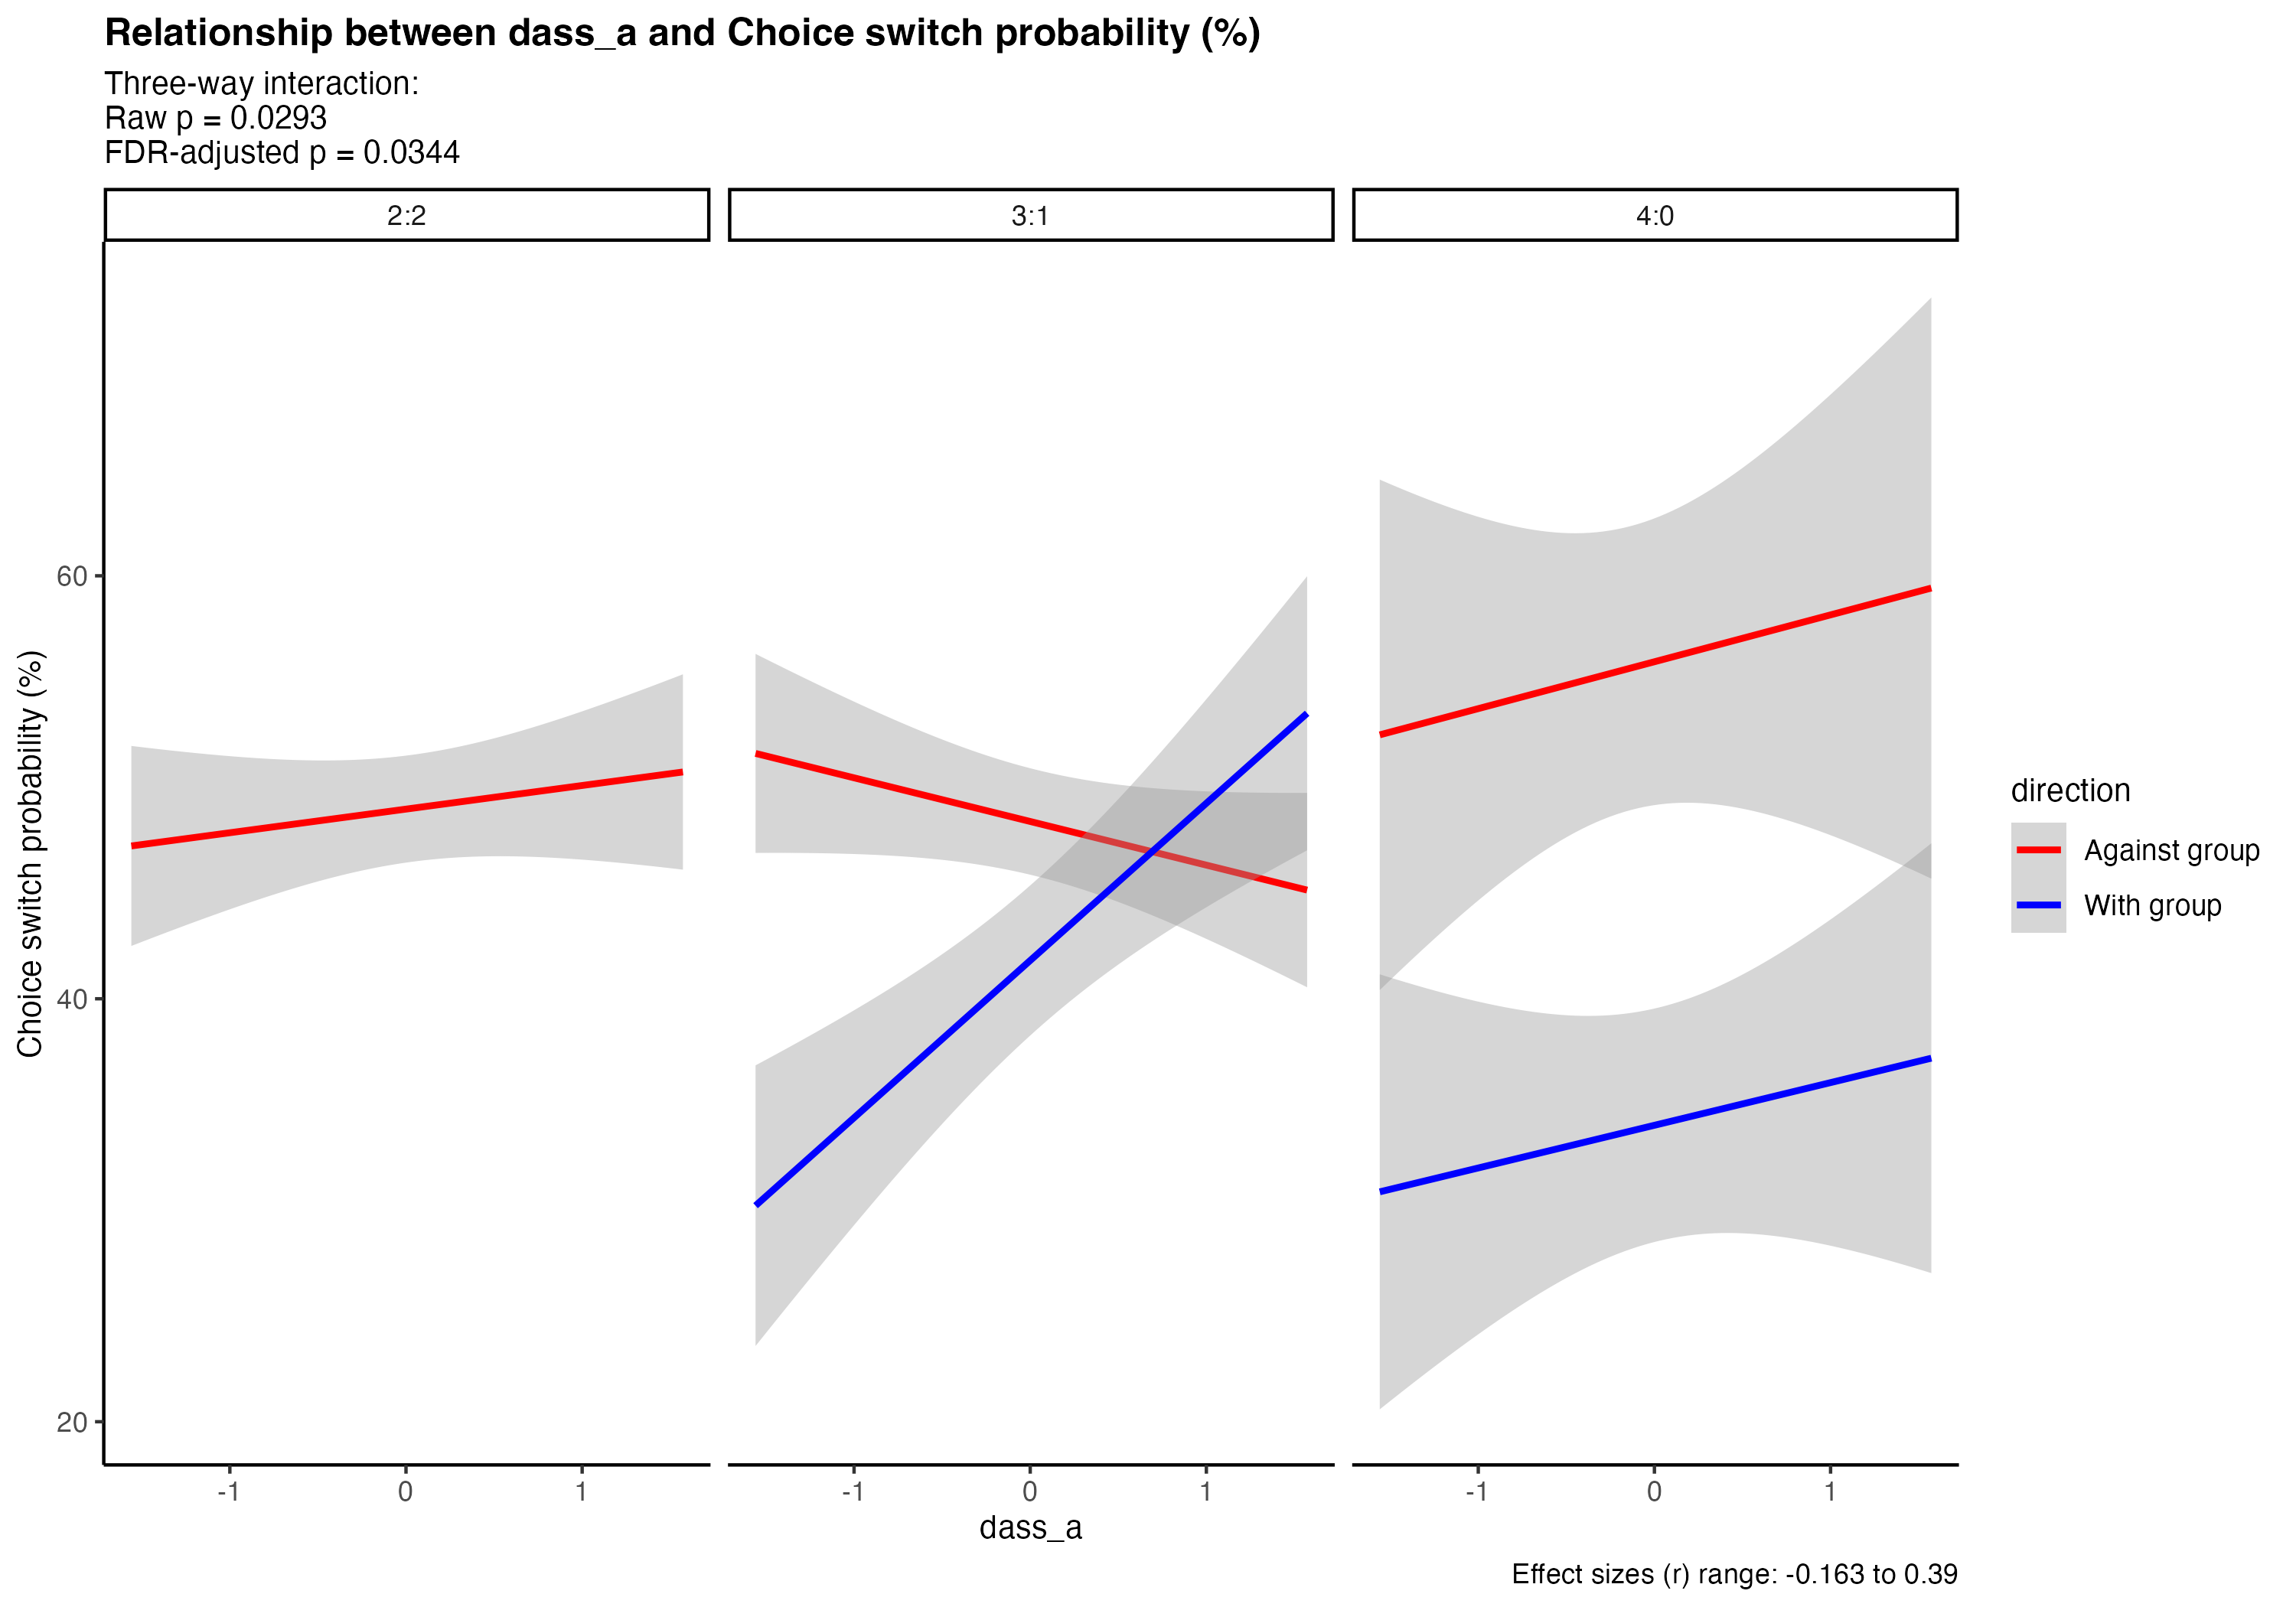 Relationship between dass_a and Choice switch probability (%)
Three-way interaction:
Raw p = 0.0293
FDR-adjusted p = 0.0344
2:2
3:1
4:0
Choice switch probability (%)
60
40
20
-1
0
1
-1
0
1
-1
0
1
dass_a
direction
Against group
With group
Effect sizes (r) range: -0.163 to 0.39